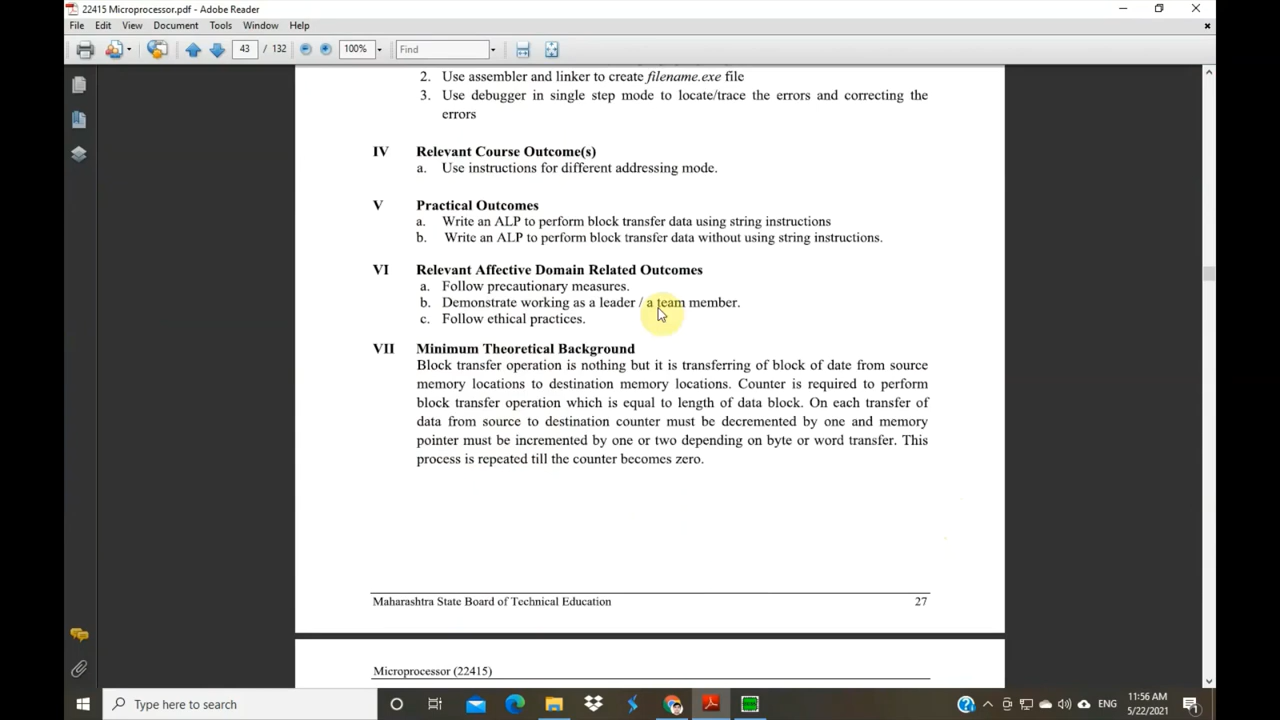 22415 Microprocessor.pdf - Adobe Reader
File Edit View Document Tools Window Help
43 / 132 100% Find
2. Use assembler and linker to create filename.exe file
3. Use debugger in single step mode to locate/trace the errors and correcting the
errors
IV Relevant Course Outcome(s)
a. Use instructions for different addressing mode.
V Practical Outcomes
a. Write an ALP to perform block transfer data using string instructions
b. Write an ALP to perform block transfer data without using string instructions.
VI Relevant Affective Domain Related Outcomes
a. Follow precautionary measures.
b. Demonstrate working as a leader / a team member.
c. Follow ethical practices.
VII Minimum Theoretical Background
Block transfer operation is nothing but it is transferring of block of date from source
memory locations to destination memory locations. Counter is required to perform
block transfer operation which is equal to length of data block. On each transfer of
data from source to destination counter must be decremented by one and memory
pointer must be incremented by one or two depending on byte or word transfer. This
process is repeated till the counter becomes zero.
Maharashtra State Board of Technical Education 27
Microprocessor (22415)
Type here to search
ENG
11:56 AM
5/22/2021